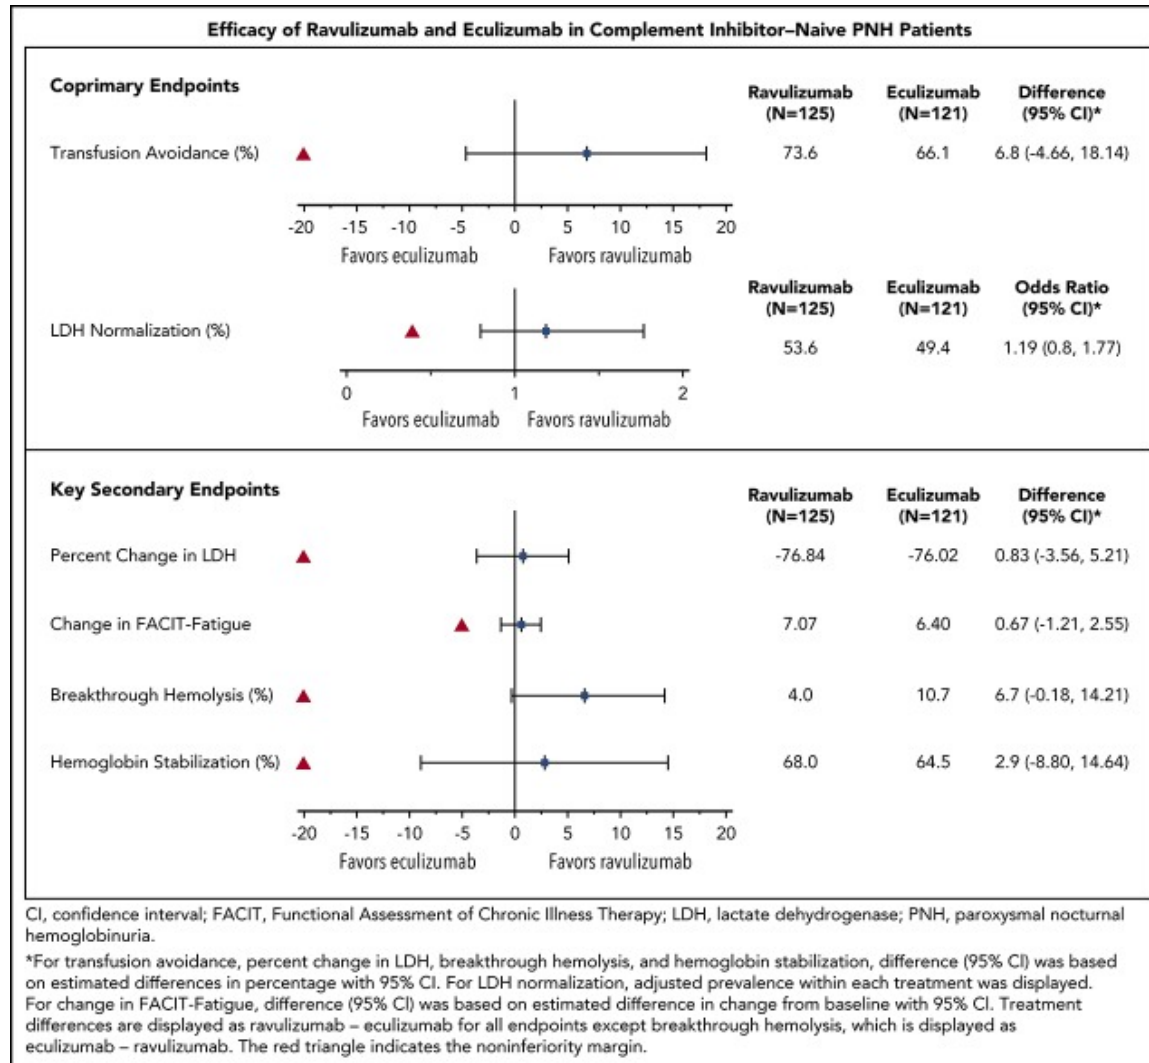 Efficacy of Ravulizumab and Eculizumab in Complement Inhibitor–Naive PNH Patients
Coprimary Endpoints
Ravulizumab (N=125) Eculizumab (N=121) Difference (95% CI)*
Transfusion Avoidance (%) 73.6 66.1 6.8 (-4.66, 18.14)
-20 -15 -10 -5 0 5 10 15 20
Favors eculizumab Favors ravulizumab
Ravulizumab (N=125) Eculizumab (N=121) Odds Ratio (95% CI)*
LDH Normalization (%) 53.6 49.4 1.19 (0.8, 1.77)
0 1 2
Favors eculizumab Favors ravulizumab
Key Secondary Endpoints
Ravulizumab (N=125) Eculizumab (N=121) Difference (95% CI)*
Percent Change in LDH -76.84 -76.02 0.83 (-3.56, 5.21)
Change in FACIT-Fatigue 7.07 6.40 0.67 (-1.21, 2.55)
Breakthrough Hemolysis (%) 4.0 10.7 6.7 (-0.18, 14.21)
Hemoglobin Stabilization (%) 68.0 64.5 2.9 (-8.80, 14.64)
-20 -15 -10 -5 0 5 10 15 20
Favors eculizumab Favors ravulizumab
CI, confidence interval; FACIT, Functional Assessment of Chronic Illness Therapy; LDH, lactate dehydrogenase; PNH, paroxysmal nocturnal
hemoglobinuria.
*For transfusion avoidance, percent change in LDH, breakthrough hemolysis, and hemoglobin stabilization, difference (95% CI) was based
on estimated differences in percentage with 95% CI. For LDH normalization, adjusted prevalence within each treatment was displayed.
For change in FACIT-Fatigue, difference (95% CI) was based on estimated difference in change from baseline with 95% CI. Treatment
differences are displayed as ravulizumab – eculizumab for all endpoints except breakthrough hemolysis, which is displayed as
eculizumab – ravulizumab. The red triangle indicates the noninferiority margin.